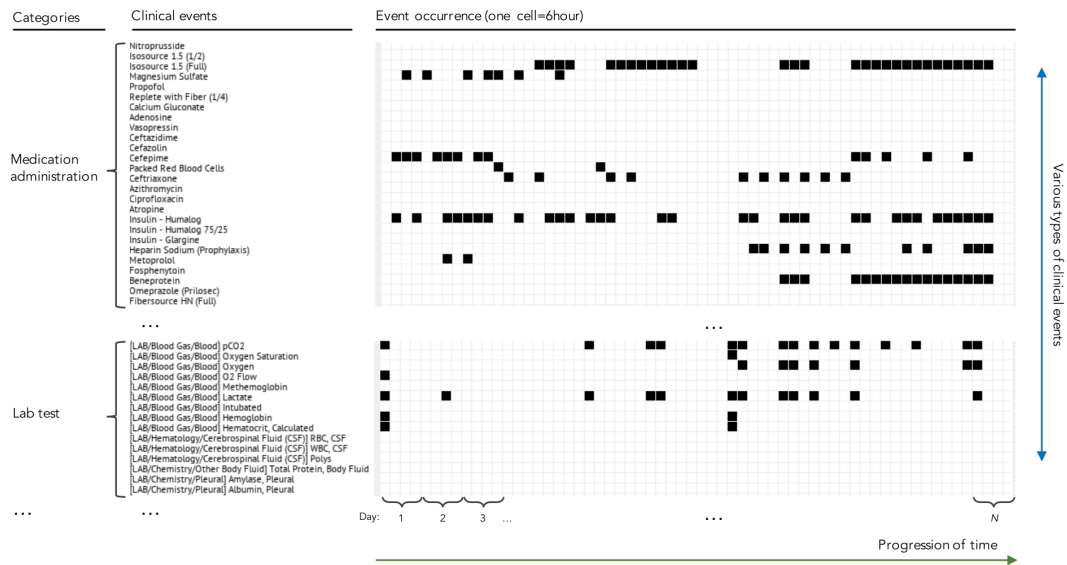 Categories
Clinical events
Event occurrence (one cell=6hour)
Nitroprusside
Isosource 1.5 (1/2)
Isosource 1.5 (Full)
Magnesium Sulfate
Propofol
Replete with Fiber (1/4)
Calcium Gluconate
Adenosine
Vasopressin
Ceftazidime
Cefazolin
Cefepime
Packed Red Blood Cells
Ceftriaxone
Azithromycin
Ciprofloxacin
Atropine
Insulin - Humalog
Insulin - Humalog 75/25
Insulin - Glargine
Heparin Sodium (Prophylaxis)
Metoprolol
Fosphenytoin
Beneprotein
Omeprazole (Prilosec)
Fibersource HN (Full)
Medication
administration
...
...
[LAB/Blood Gas/Blood] pCO2
[LAB/Blood Gas/Blood] Oxygen Saturation
[LAB/Blood Gas/Blood] Oxygen
[LAB/Blood Gas/Blood] O2 Flow
[LAB/Blood Gas/Blood] Methemoglobin
[LAB/Blood Gas/Blood] Lactate
[LAB/Blood Gas/Blood] Intubated
[LAB/Blood Gas/Blood] Hemoglobin
[LAB/Blood Gas/Blood] Hematocrit, Calculated
[LAB/Hematology/Cerebrospinal Fluid (CSF)] RBC, CSF
[LAB/Hematology/Cerebrospinal Fluid (CSF)] WBC, CSF
[LAB/Hematology/Cerebrospinal Fluid (CSF)] Polys
[LAB/Chemistry/Other Body Fluid] Total Protein, Body Fluid
[LAB/Chemistry/Pleural] Amylase, Pleural
[LAB/Chemistry/Pleural] Albumin, Pleural
Lab test
Various types of clinical events
...
...
Day: 1 2 3 ... ... N
Progression of time